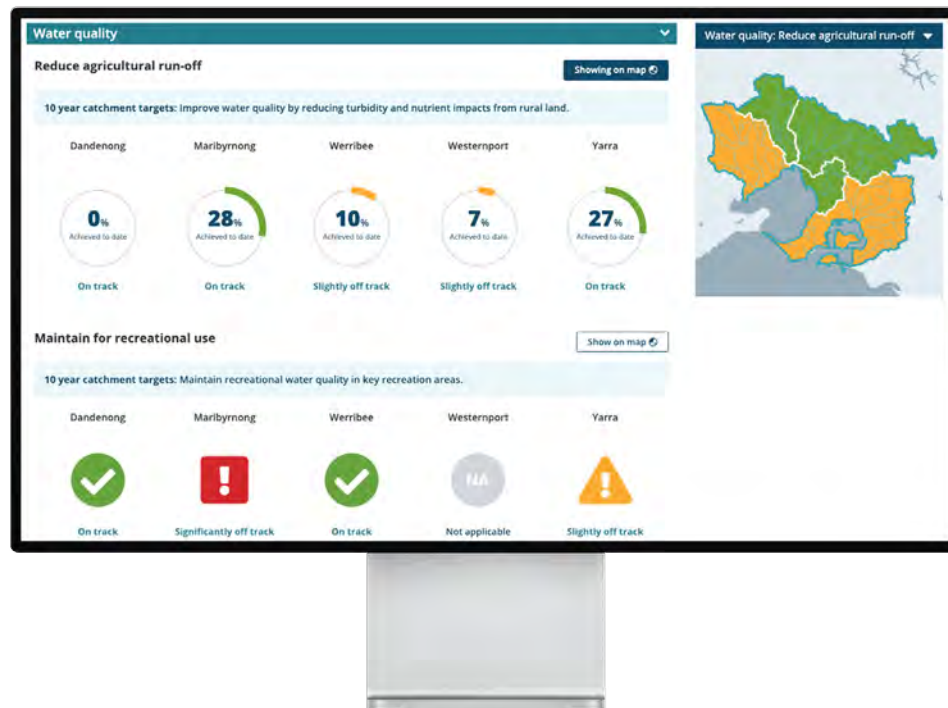 Water quality
Water quality: Reduce agricultural run-off
Reduce agricultural run-off
Showing on map
10 year catchment targets: Improve water quality by reducing turbidity and nutrient impacts from rural land.
Dandenong Maribyrnong Werribee Westernport Yarra
0% 28% 10% 7% 27%
Achieved to date Achieved to date Achieved to date Achieved to date Achieved to date
On track On track Slightly off track Slightly off track On track
Maintain for recreational use
Show on map
10 year catchment targets: Maintain recreational water quality in key recreation areas.
Dandenong Maribyrnong Werribee Westernport Yarra
! NA !
On track Significantly off track On track Not applicable Slightly off track